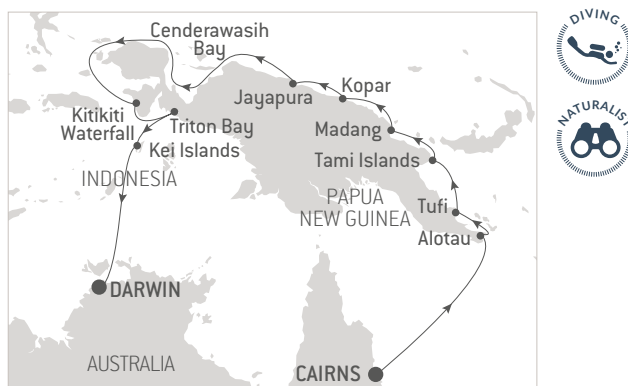 Cenderawasih
Bay
Jayapura
Kopar
Kitikiti
Waterfall
Triton Bay
Madang
Kei Islands
Tami Islands
INDONESIA
PAPUA
NEW GUINEA
Tufi
Alotau
DARWIN
AUSTRALIA
CAIRNS
DIVING
NATURALIST